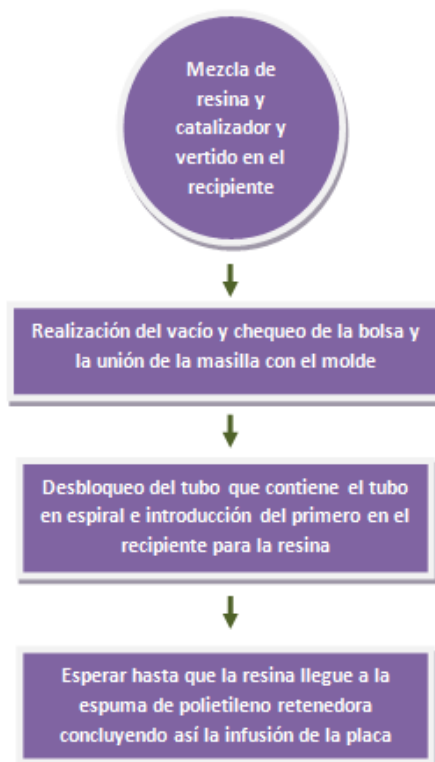 Mezcla de
resina y
catalizador y
vertido en el
recipiente
Realización del vacío y chequeo de la bolsa y
la unión de la masilla con el molde
Desbloqueo del tubo que contiene el tubo
en espiral e introducción del primero en el
recipiente para la resina
Esperar hasta que la resina llegue a la
espuma de polietileno retenedora
concluyendo así la infusión de la placa